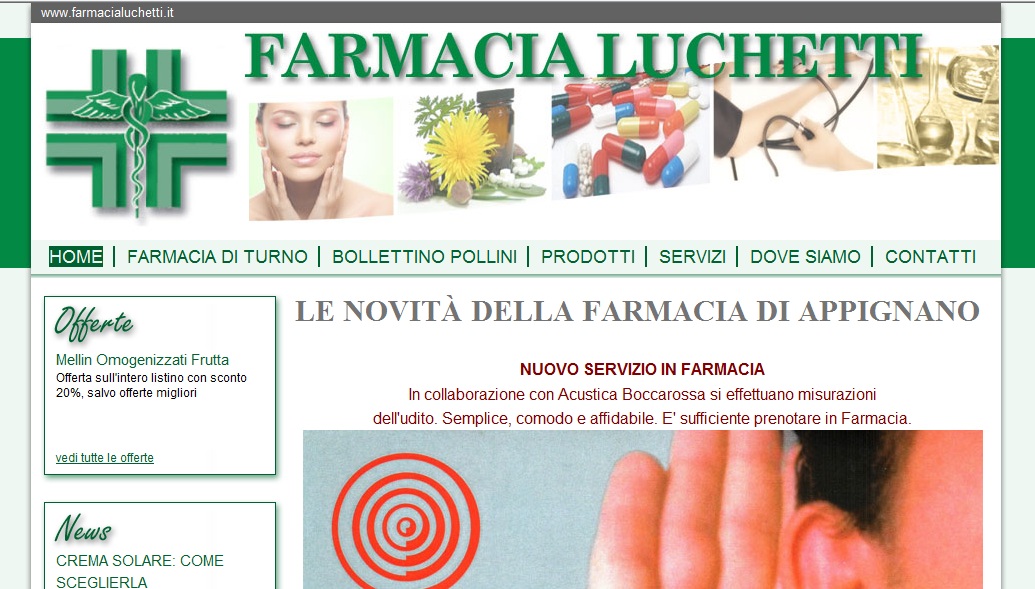 www.farmacialuchetti.it
FARMACIA LUCHETTI
HOME | FARMACIA DI TURNO | BOLLETTINO POLLINI | PRODOTTI | SERVIZI | DOVE SIAMO | CONTATTI
Offerte
Mellin Omogenizzati Frutta
Offerta sull'intero listino con sconto
20%, salvo offerte migliori
vedi tutte le offerte
News
CREMA SOLARE: COME
SCEGLIERLA
LE NOVITÀ DELLA FARMACIA DI APPIGNANO
NUOVO SERVIZIO IN FARMACIA
In collaborazione con Acustica Boccarossa si effettuano misurazioni
dell'udito. Semplice, comodo e affidabile. E' sufficiente prenotare in Farmacia.